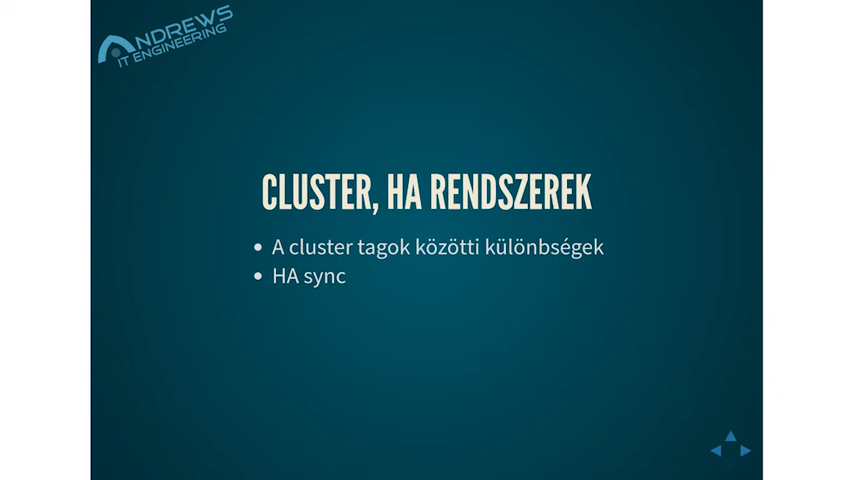 ANDREWS
IT ENGINEERING
CLUSTER, HA RENDSZEREK
A cluster tagok közötti különbségek
HA sync